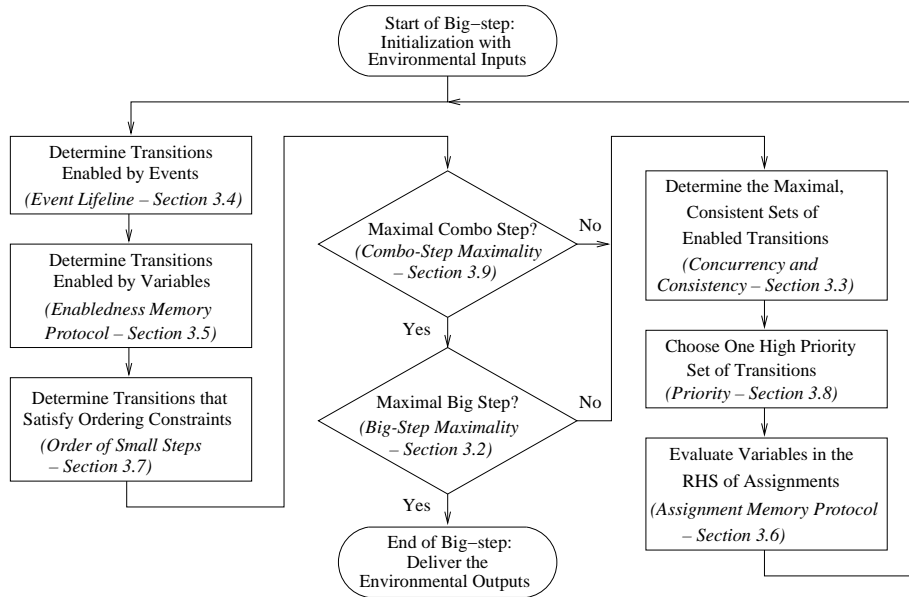 Start of Big−step:
Initialization with
Environmental Inputs
Determine Transitions
Enabled by Events
(Event Lifeline – Section 3.4)
Determine Transitions
Enabled by Variables
(Enabledness Memory
Protocol – Section 3.5)
Determine Transitions that
Satisfy Ordering Constraints
(Order of Small Steps
– Section 3.7)
Maximal Combo Step?
(Combo-Step Maximality
– Section 3.9)
No
Yes
Maximal Big Step?
(Big-Step Maximality
– Section 3.2)
No
Yes
End of Big−step:
Deliver the
Environmental Outputs
Determine the Maximal,
Consistent Sets of
Enabled Transitions
(Concurrency and
Consistency – Section 3.3)
Choose One High Priority
Set of Transitions
(Priority – Section 3.8)
Evaluate Variables in the
RHS of Assignments
(Assignment Memory Protocol
– Section 3.6)